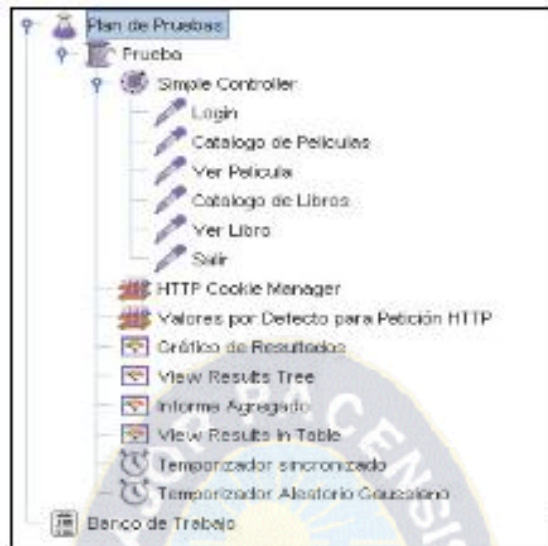 Plan de Pruebas
Prueba
Simple Controller
Login
Catalogo de Peliculas
Ver Pelicula
Catalogo de Libros
Ver Libro
Salir
HTTP Cookie Manager
Valores por Defecto para Petición HTTP
Gráfico de Resultados
View Results Tree
Informe Agregado
View Results in Table
Temporizador sincronizado
Temporizador Aleatorio Gaussiano
Banco de Trabajo